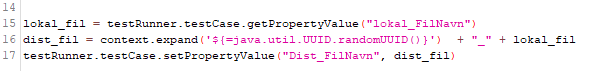 14
15 lokal_fil = testRunner.testCase.getPropertyValue("lokal_FilNavn")
16 dist_fil = context.expand('${=java.util.UUID.randomUUID()}') + "_" + lokal_fil
17 testRunner.testCase.setPropertyValue("Dist_FilNavn", dist_fil)